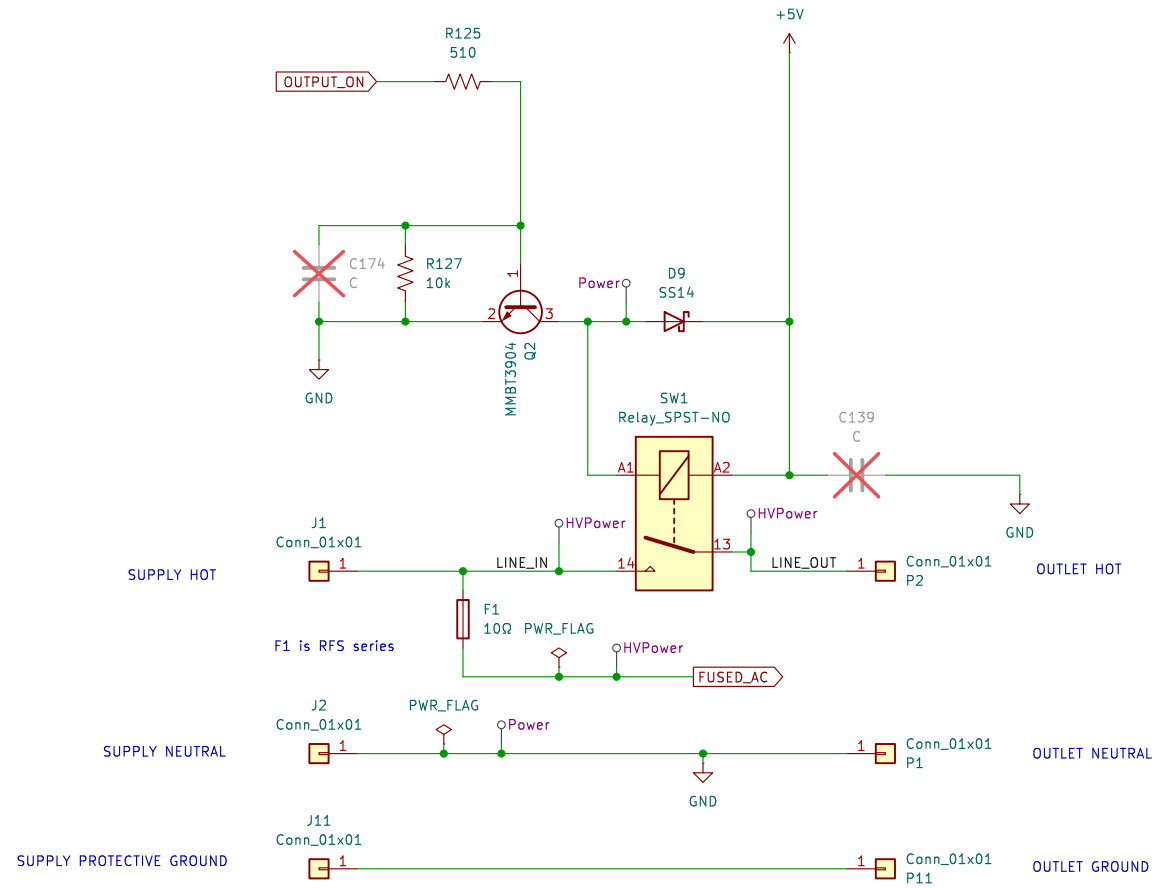 +5V
R125
510
OUTPUT_ON
C174
C
R127
10k
1
2
3
MMBT3904
Q2
Power
D9
SS14
GND
SW1
Relay_SPST-NO
A1
A2
C139
C
GND
J1
Conn_01x01
1
SUPPLY HOT
HVPower
LINE_IN
14
13
HVPower
LINE_OUT
1
Conn_01x01
P2
OUTLET HOT
F1
10Ω
PWR_FLAG
F1 is RFS series
HVPower
FUSED_AC
J2
Conn_01x01
1
SUPPLY NEUTRAL
PWR_FLAG
Power
GND
1
Conn_01x01
P1
OUTLET NEUTRAL
J11
Conn_01x01
1
SUPPLY PROTECTIVE GROUND
1
Conn_01x01
P11
OUTLET GROUND